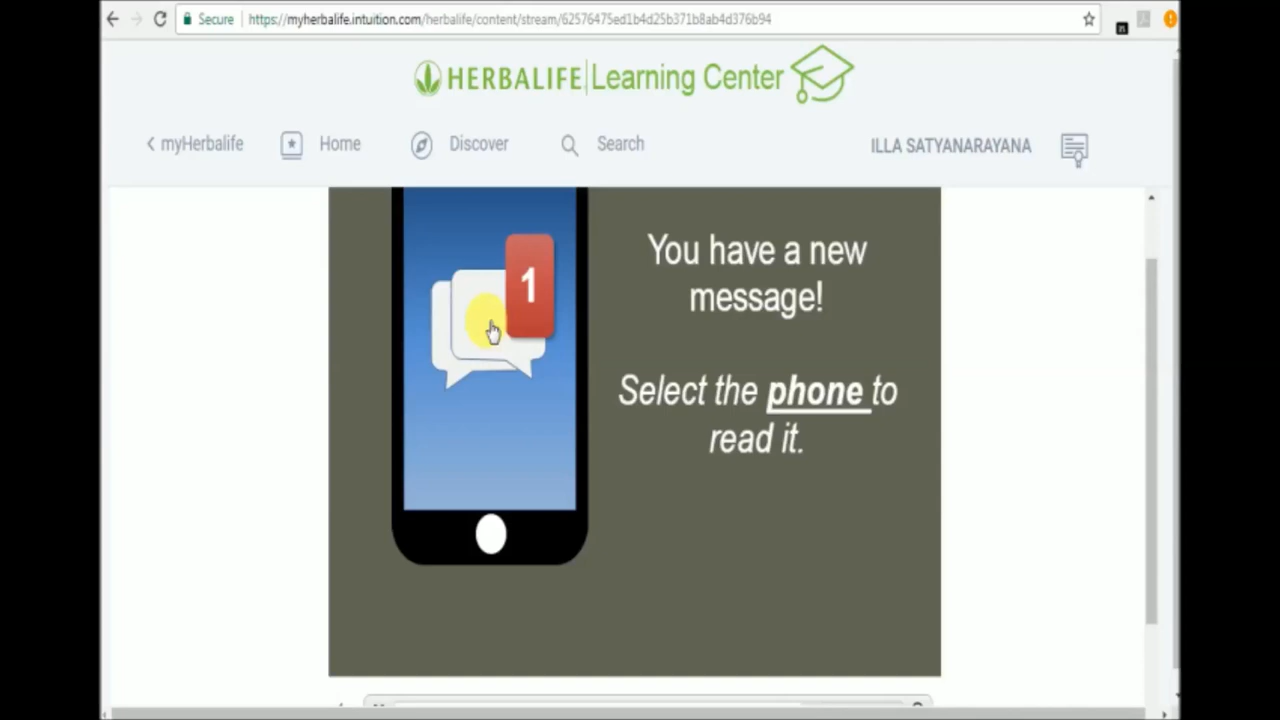 Secure https://myherbalife.intuition.com/herbalife/content/stream/62576475ed1b4d25b371b8ab4d376b94
HERBALIFE Learning Center
myHerbalife Home Discover Search ILLA SATYANARAYANA
1
You have a new
message!
Select the phone to
read it.